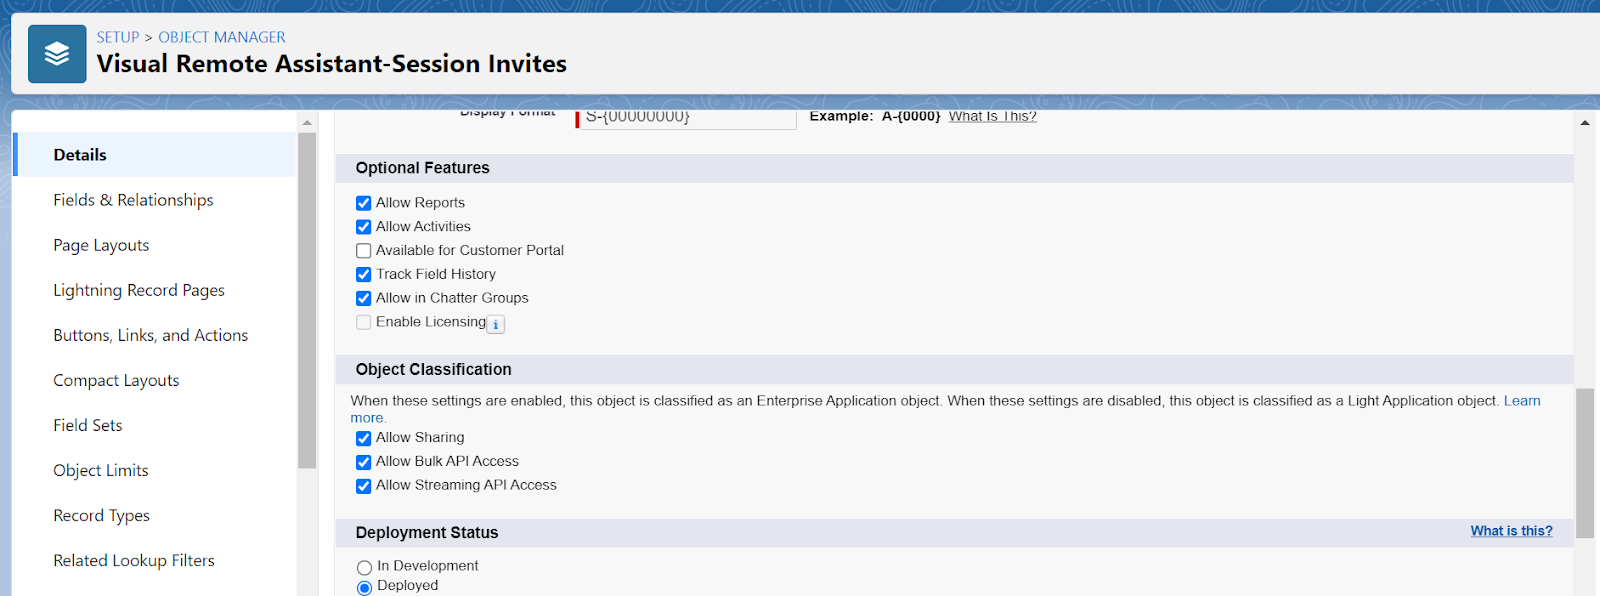 SETUP > OBJECT MANAGER
Visual Remote Assistant-Session Invites
Details
Fields & Relationships
Page Layouts
Lightning Record Pages
Buttons, Links, and Actions
Compact Layouts
Field Sets
Object Limits
Record Types
Related Lookup Filters
Display Format S-{00000000} Example: A-{0000} What Is This?
Optional Features
Allow Reports
Allow Activities
Available for Customer Portal
Track Field History
Allow in Chatter Groups
Enable Licensing i
Object Classification
When these settings are enabled, this object is classified as an Enterprise Application object. When these settings are disabled, this object is classified as a Light Application object. Learn
more.
Allow Sharing
Allow Bulk API Access
Allow Streaming API Access
Deployment Status What is this?
In Development
Deployed